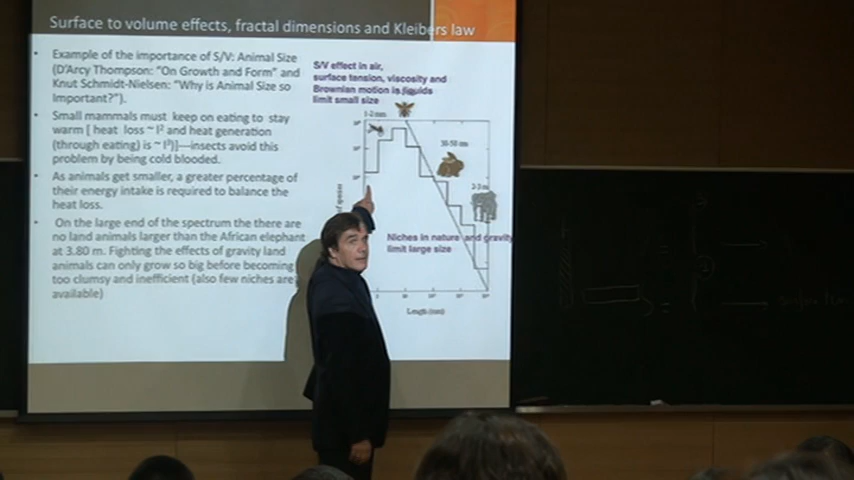 Surface to volume effects, fractal dimensions and Kleibers law
• Example of the importance of S/V: Animal Size
(D'Arcy Thompson: "On Growth and Form" and
Knut Schmidt-Nielsen: "Why is Animal Size so
Important?").
• Small mammals must keep on eating to stay
warm [ heat loss ~ l² and heat generation
(through eating) is ~ l³)]—insects avoid this
problem by being cold blooded.
• As animals get smaller, a greater percentage of
their energy intake is required to balance the
heat loss.
• On the large end of the spectrum the there are
no land animals larger than the African elephant
at 3.80 m. Fighting the effects of gravity land
animals can only grow so big before becoming
too clumsy and inefficient (also few niches are
available)
S/V effect in air,
surface tension, viscosity and
Brownian motion is liquids
limit small size
1-2 mm
30-50 cm
2-3 m
of species
Niches in nature and gravity
limit large size
Length (mm)